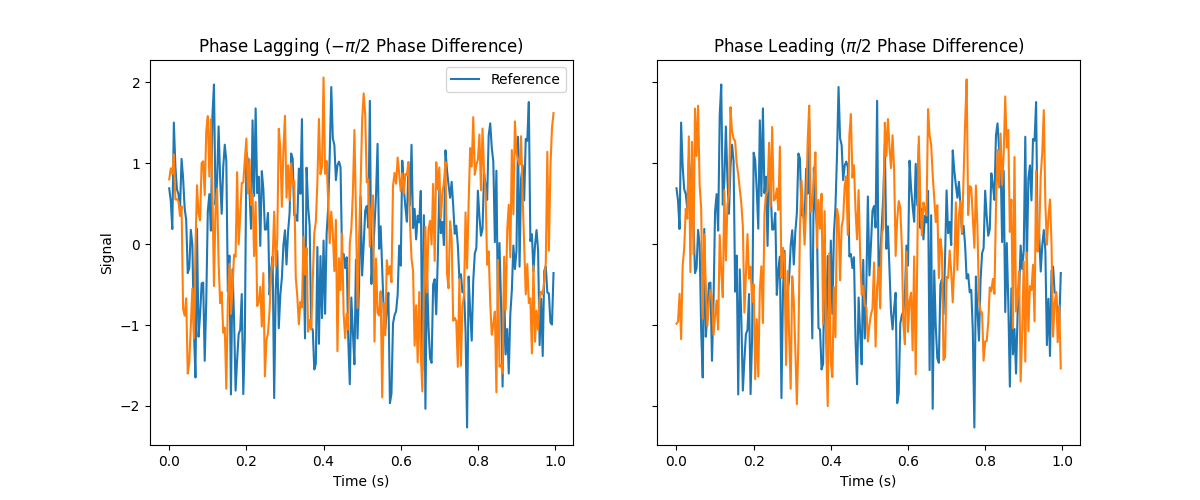 Phase Lagging (−π/2 Phase Difference)
Phase Leading (π/2 Phase Difference)
Reference
Signal
2
1
0
−1
−2
0.0 0.2 0.4 0.6 0.8 1.0
0.0 0.2 0.4 0.6 0.8 1.0
Time (s)
Time (s)